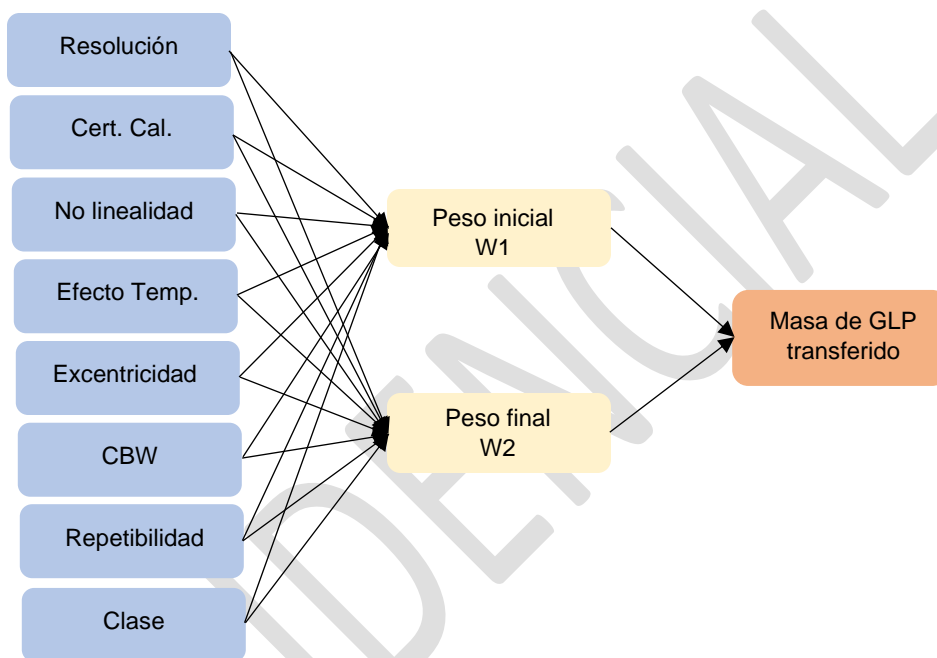 Resolución
Cert. Cal.
No linealidad
Efecto Temp.
Excentricidad
CBW
Repetibilidad
Clase
Peso inicial
W1
Peso final
W2
Masa de GLP
transferido
IDENCIAL